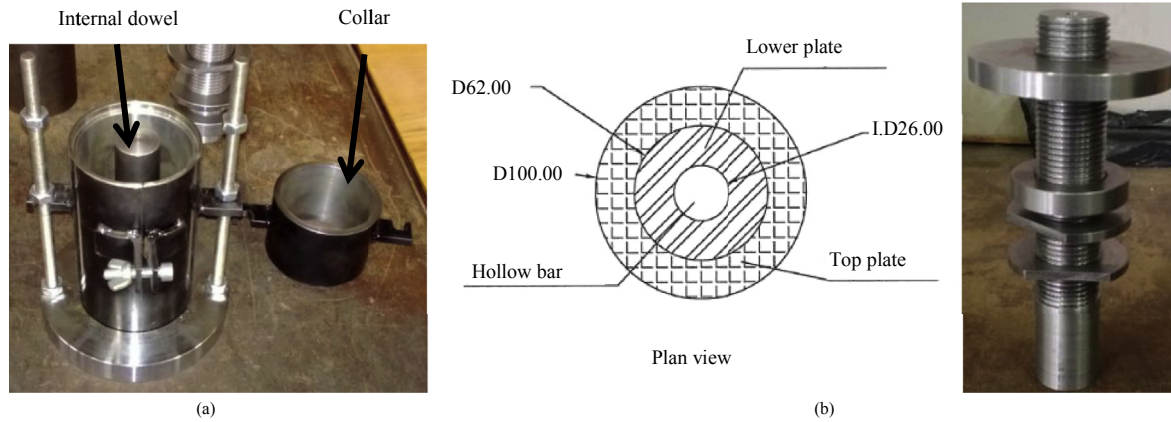 Internal dowel
Collar
(a)
Lower plate
D62.00
I.D26.00
D100.00
Hollow bar
Top plate
Plan view
(b)